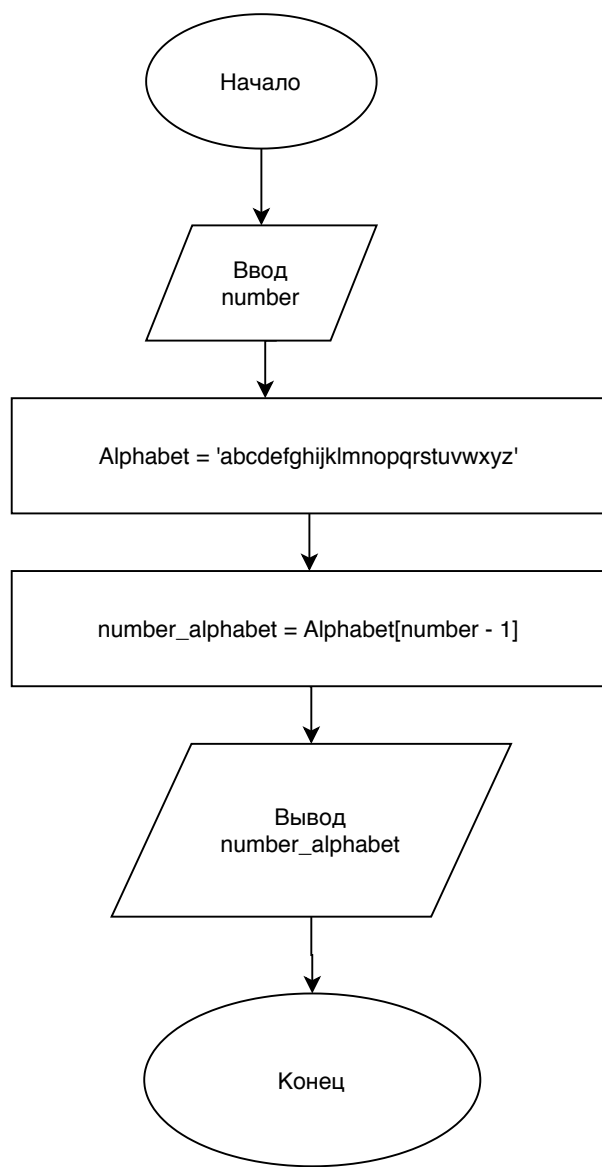 Начало
Ввод
number
Alphabet = 'abcdefghijklmnopqrstuvwxyz'
number_alphabet = Alphabet[number - 1]
Вывод
number_alphabet
Конец